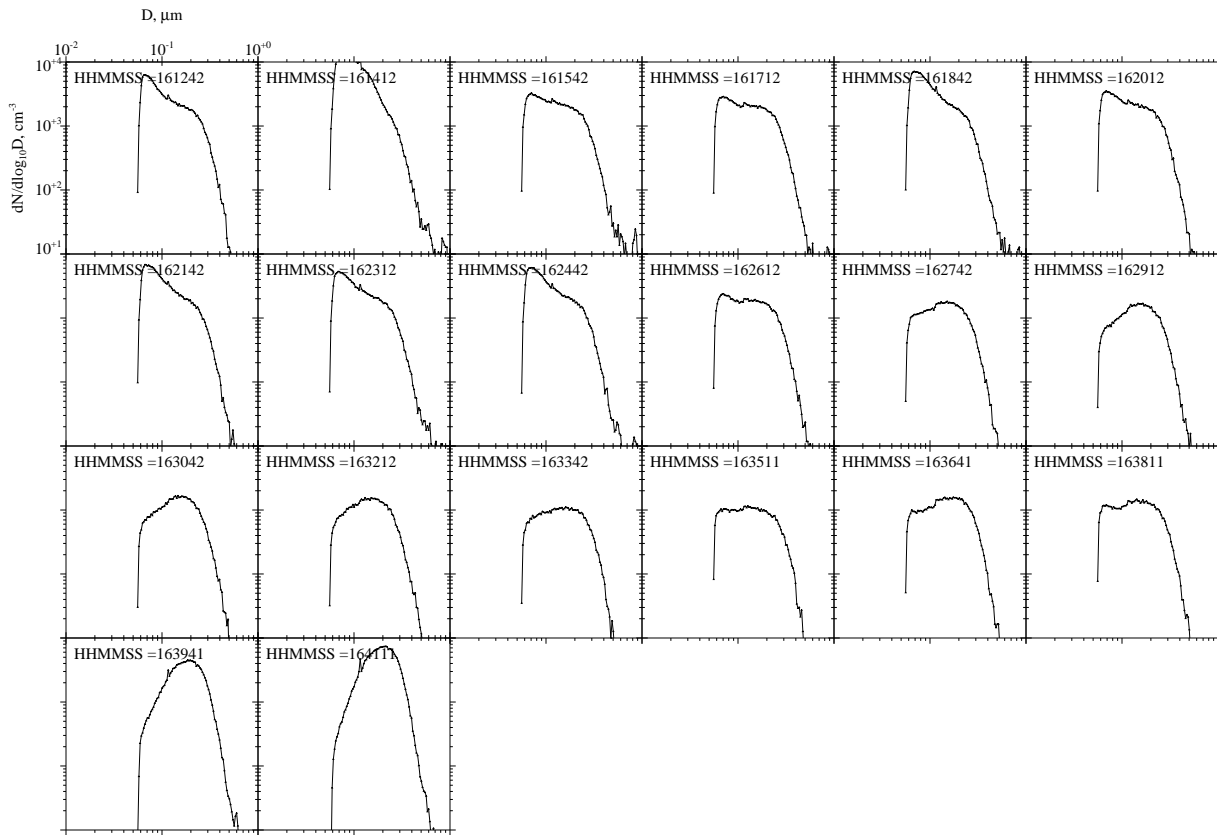 D, μm
10-2 10-1 10+0
10+4 10+3 10+2 10+1
dN/dlog10D, cm-3
HHMMSS =161242 HHMMSS =161412 HHMMSS =161542 HHMMSS =161712 HHMMSS =161842 HHMMSS =162012
HHMMSS =162142 HHMMSS =162312 HHMMSS =162442 HHMMSS =162612 HHMMSS =162742 HHMMSS =162912
HHMMSS =163042 HHMMSS =163212 HHMMSS =163342 HHMMSS =163511 HHMMSS =163641 HHMMSS =163811
HHMMSS =163941 HHMMSS =164111